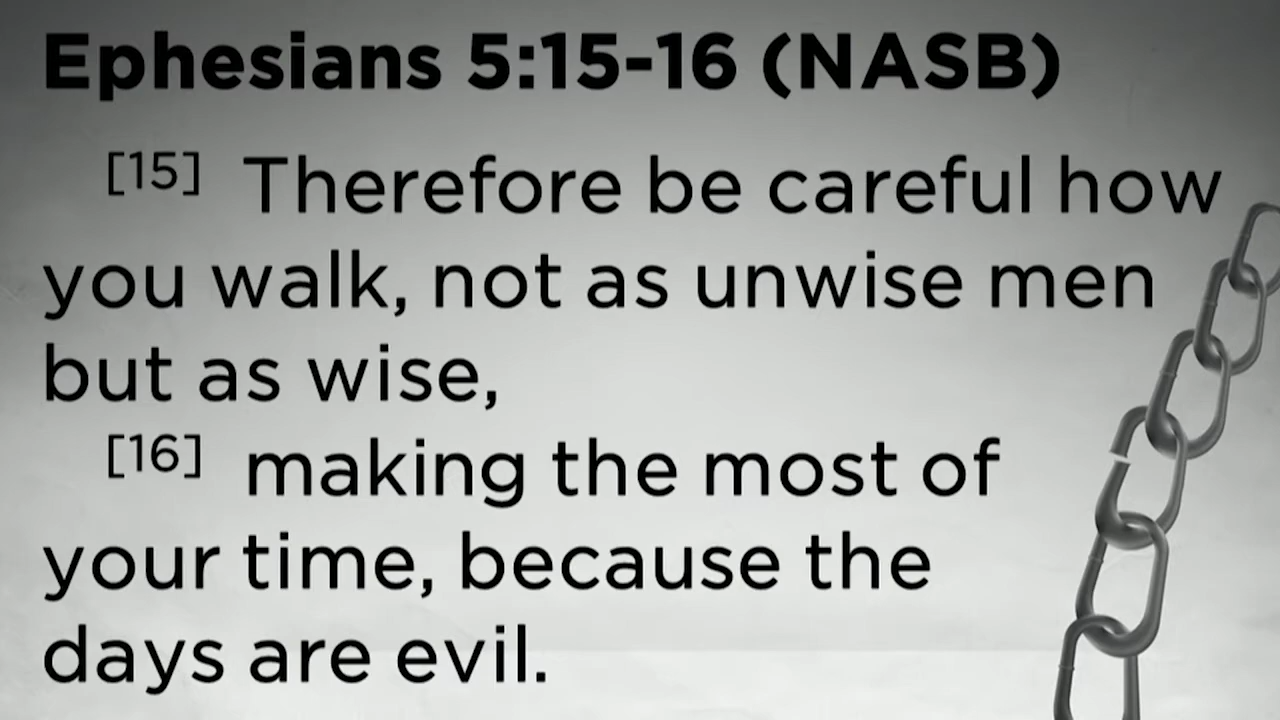 Ephesians 5:15-16 (NASB)
[15] Therefore be careful how
you walk, not as unwise men
but as wise,
[16] making the most of
your time, because the
days are evil.